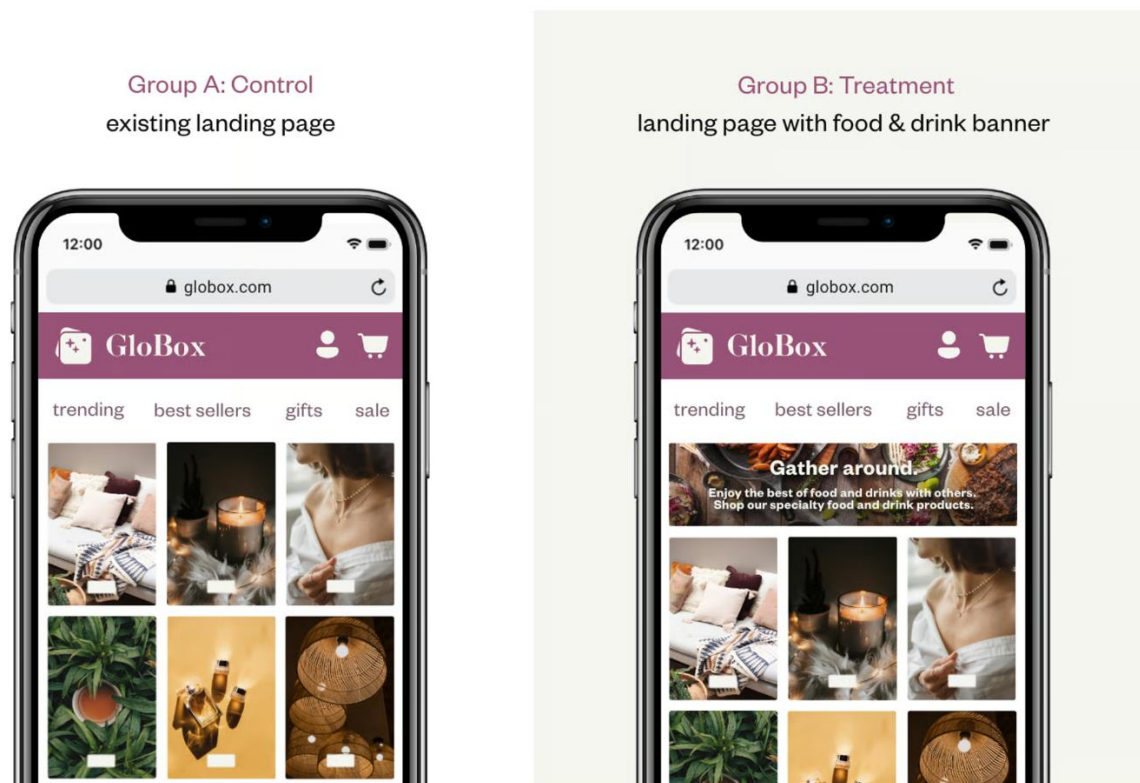 Group A: Control
existing landing page
12:00
globox.com
GloBox
trending best sellers gifts sale
Group B: Treatment
landing page with food & drink banner
12:00
globox.com
GloBox
trending best sellers gifts sale
Gather around.
Enjoy the best of food and drinks with others.
Shop our specialty food and drink products.